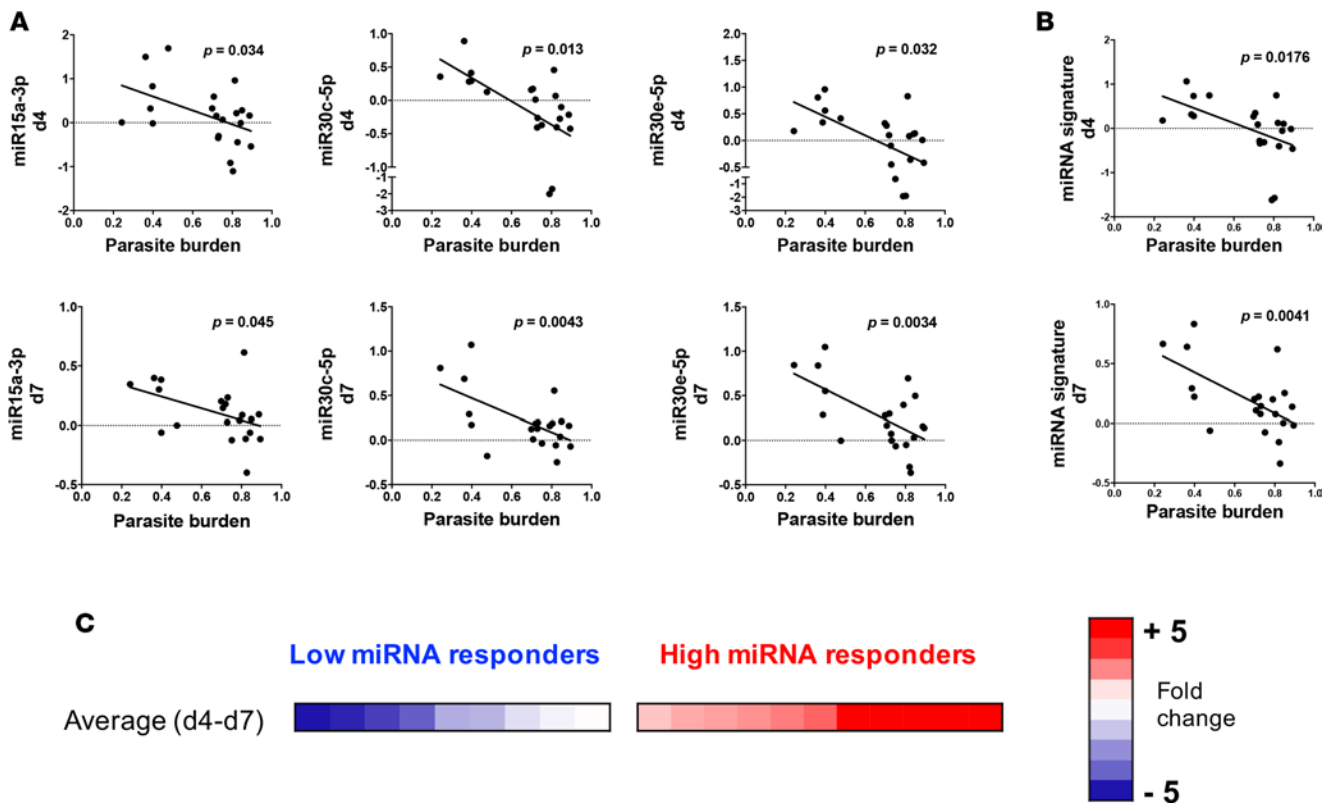 A
miR15a-3p
d4
2
1
0
-1
-2
p = 0.034
0.0 0.2 0.4 0.6 0.8 1.0
Parasite burden
miR30c-5p
d4
1.0
0.5
0.0
-0.5
-1.0
-1
-2
-3
p = 0.013
0.0 0.2 0.4 0.6 0.8 1.0
Parasite burden
miR30e-5p
d4
2.0
1.5
1.0
0.5
0.0
-0.5
-1
-2
-3
p = 0.032
0.0 0.2 0.4 0.6 0.8 1.0
Parasite burden
B
miRNA signature
d4
2
1
0
-1
-2
p = 0.0176
0.0 0.2 0.4 0.6 0.8 1.0
Parasite burden
miR15a-3p
d7
1.0
0.5
0.0
-0.5
p = 0.045
0.0 0.2 0.4 0.6 0.8 1.0
Parasite burden
miR30c-5p
d7
1.5
1.0
0.5
0.0
-0.5
p = 0.0043
0.0 0.2 0.4 0.6 0.8 1.0
Parasite burden
miR30e-5p
d7
1.5
1.0
0.5
0.0
-0.5
p = 0.0034
0.0 0.2 0.4 0.6 0.8 1.0
Parasite burden
miRNA signature
d7
1.0
0.5
0.0
-0.5
p = 0.0041
0.0 0.2 0.4 0.6 0.8 1.0
Parasite burden
C
Low miRNA responders
High miRNA responders
Average (d4-d7)
+ 5
Fold
change
- 5